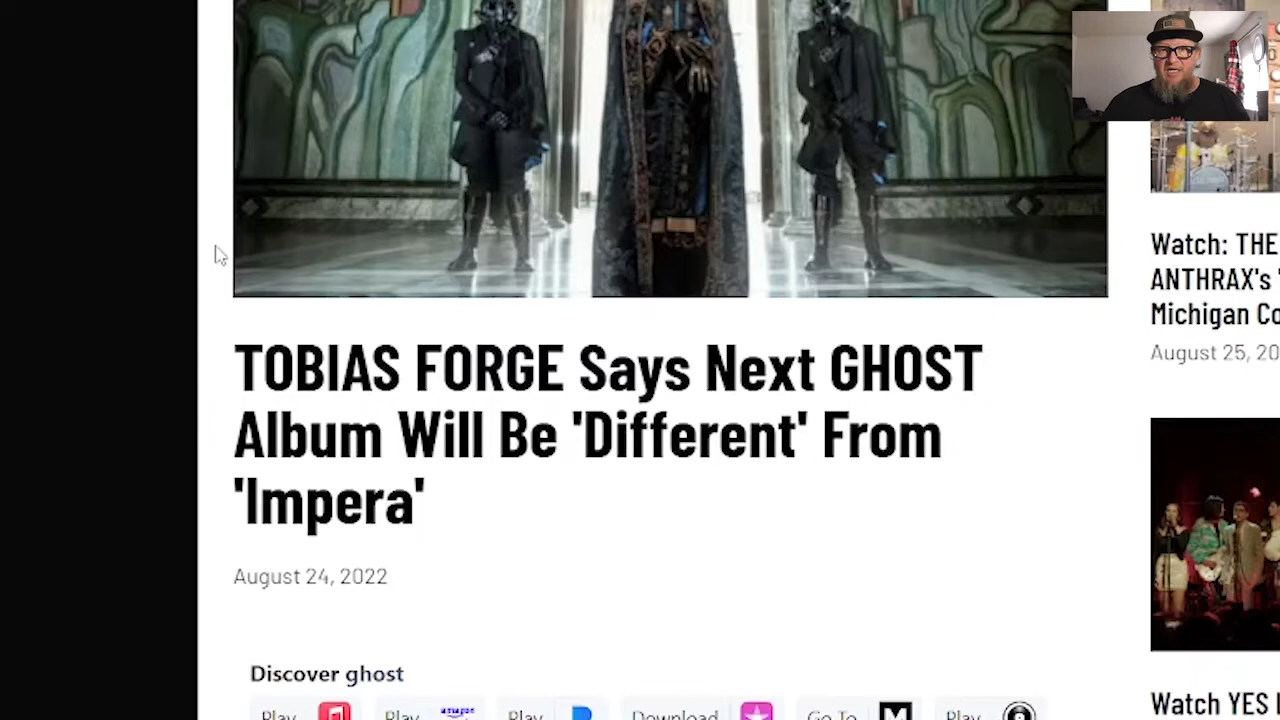 TOBIAS FORGE Says Next GHOST
Album Will Be 'Different' From
'Impera'
August 24, 2022
Discover ghost
Play
amazon
Play
Download
Go To
Play
Watch: THE
ANTHRAX's '
Michigan Co
August 25, 20
Watch YES